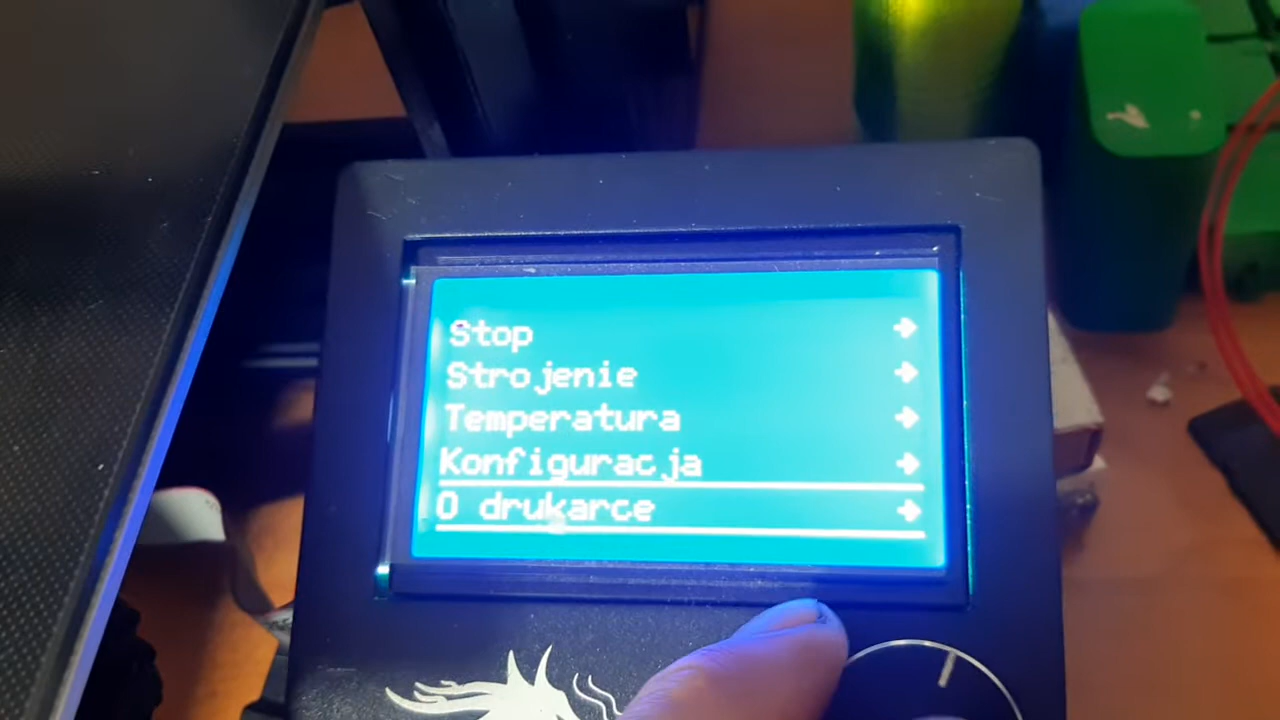 Stop
Strojenie
Temperatura
Konfiguracja
O drukarce